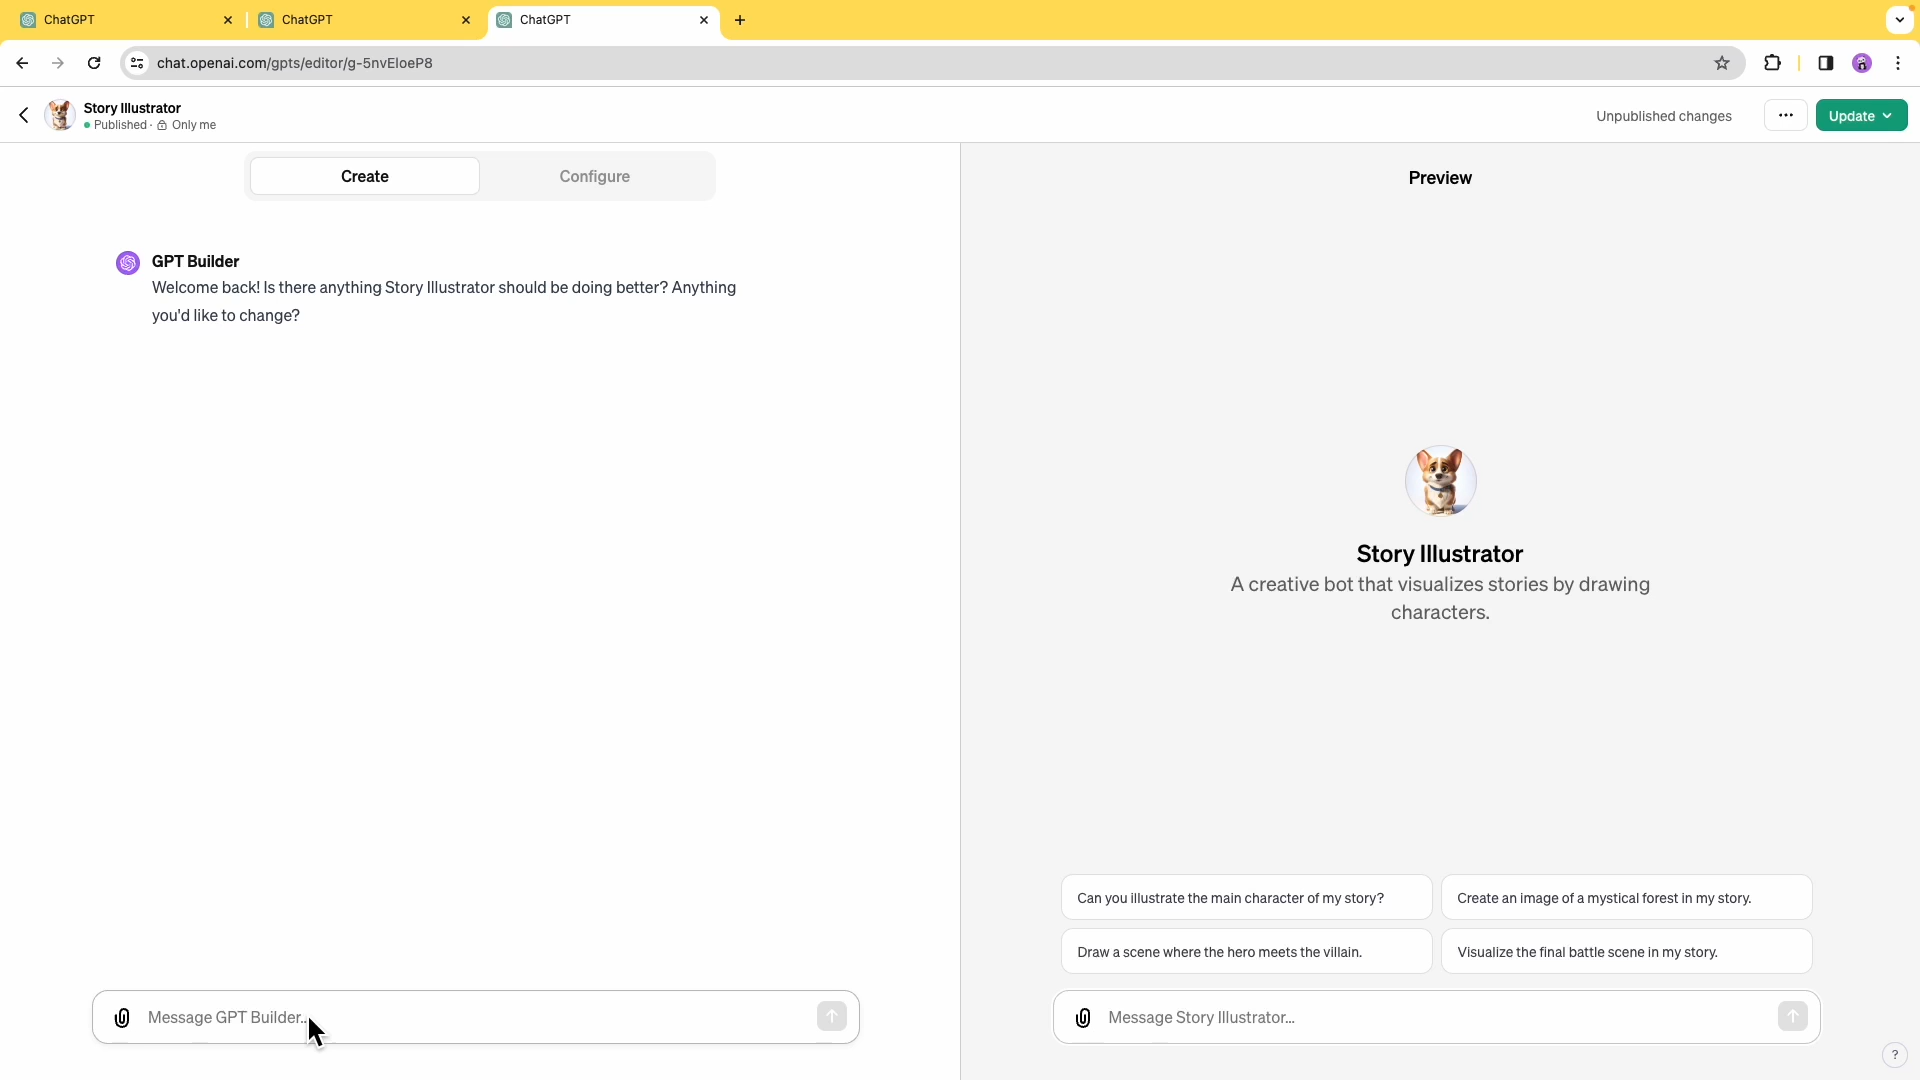 ChatGPT
ChatGPT
ChatGPT
chat.openai.com/gpts/editor/g-5nvEloeP8
Story Illustrator
Published · Only me
Unpublished changes
Update
Create
Configure
Preview
GPT Builder
Welcome back! Is there anything Story Illustrator should be doing better? Anything
you'd like to change?
Story Illustrator
A creative bot that visualizes stories by drawing
characters.
Can you illustrate the main character of my story?
Create an image of a mystical forest in my story.
Draw a scene where the hero meets the villain.
Visualize the final battle scene in my story.
Message GPT Builder...
Message Story Illustrator...
?